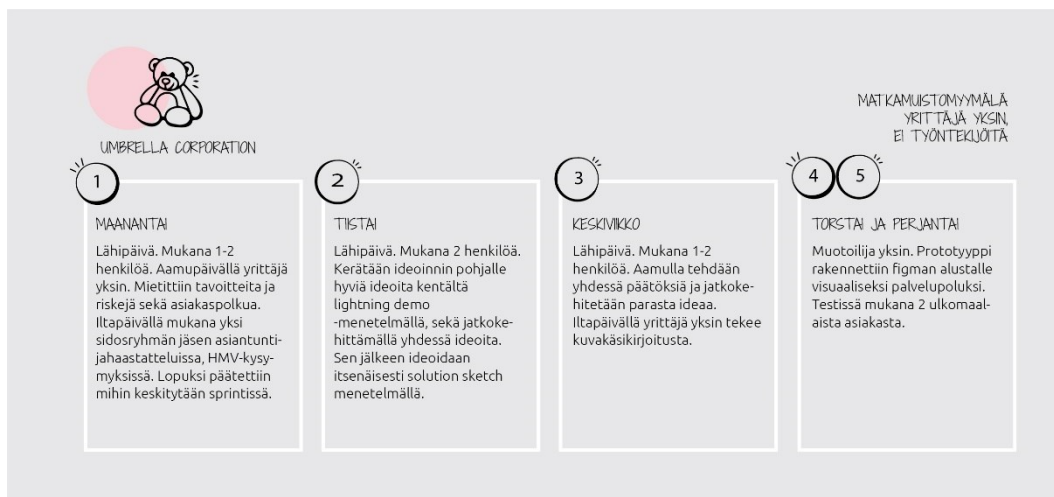 UMBRELLA CORPORATION
MATKAMUISTOMYYMÄLÄ
YRITTÄJÄ YKSIN,
EI TYÖNTEKIJÖITÄ
1
MAANANTAI
Lähipäivä. Mukana 1-2
henkilöä. Aamupäivällä yrittäjä
yksin. Mietittiin tavoitteita ja
riskejä sekä asiakaspolkua.
Iltapäivällä mukana yksi
sidosryhmän jäsen asiantunti-
jahaastatteluissa, HMV-kysy-
myksissä. Lopuksi päätettiin
mihin keskitytään sprintissä.
2
TIISTAI
Lähipäivä. Mukana 2 henkilöä.
Kerätään ideoinnin pohjalle
hyviä ideoita kentältä
lightning demo
-menetelmällä, sekä jatkoke-
hittämällä yhdessä ideoita.
Sen jälkeen ideoidaan
itsenäisesti solution sketch
menetelmällä.
3
KESKIVIIKKO
Lähipäivä. Mukana 1-2
henkilöä. Aamulla tehdään
yhdessä päätöksiä ja jatkoke-
hitetään parasta ideaa.
Iltapäivällä yrittäjä yksin tekee
kuvakäsikirjoitusta.
4 5
TORSTAI JA PERJANTAI
Muotoilija yksin. Prototyyppi
rakennettiin figman alustalle
visuaaliseksi palvelupoluksi.
Testissä mukana 2 ulkomaal-
aista asiakasta.